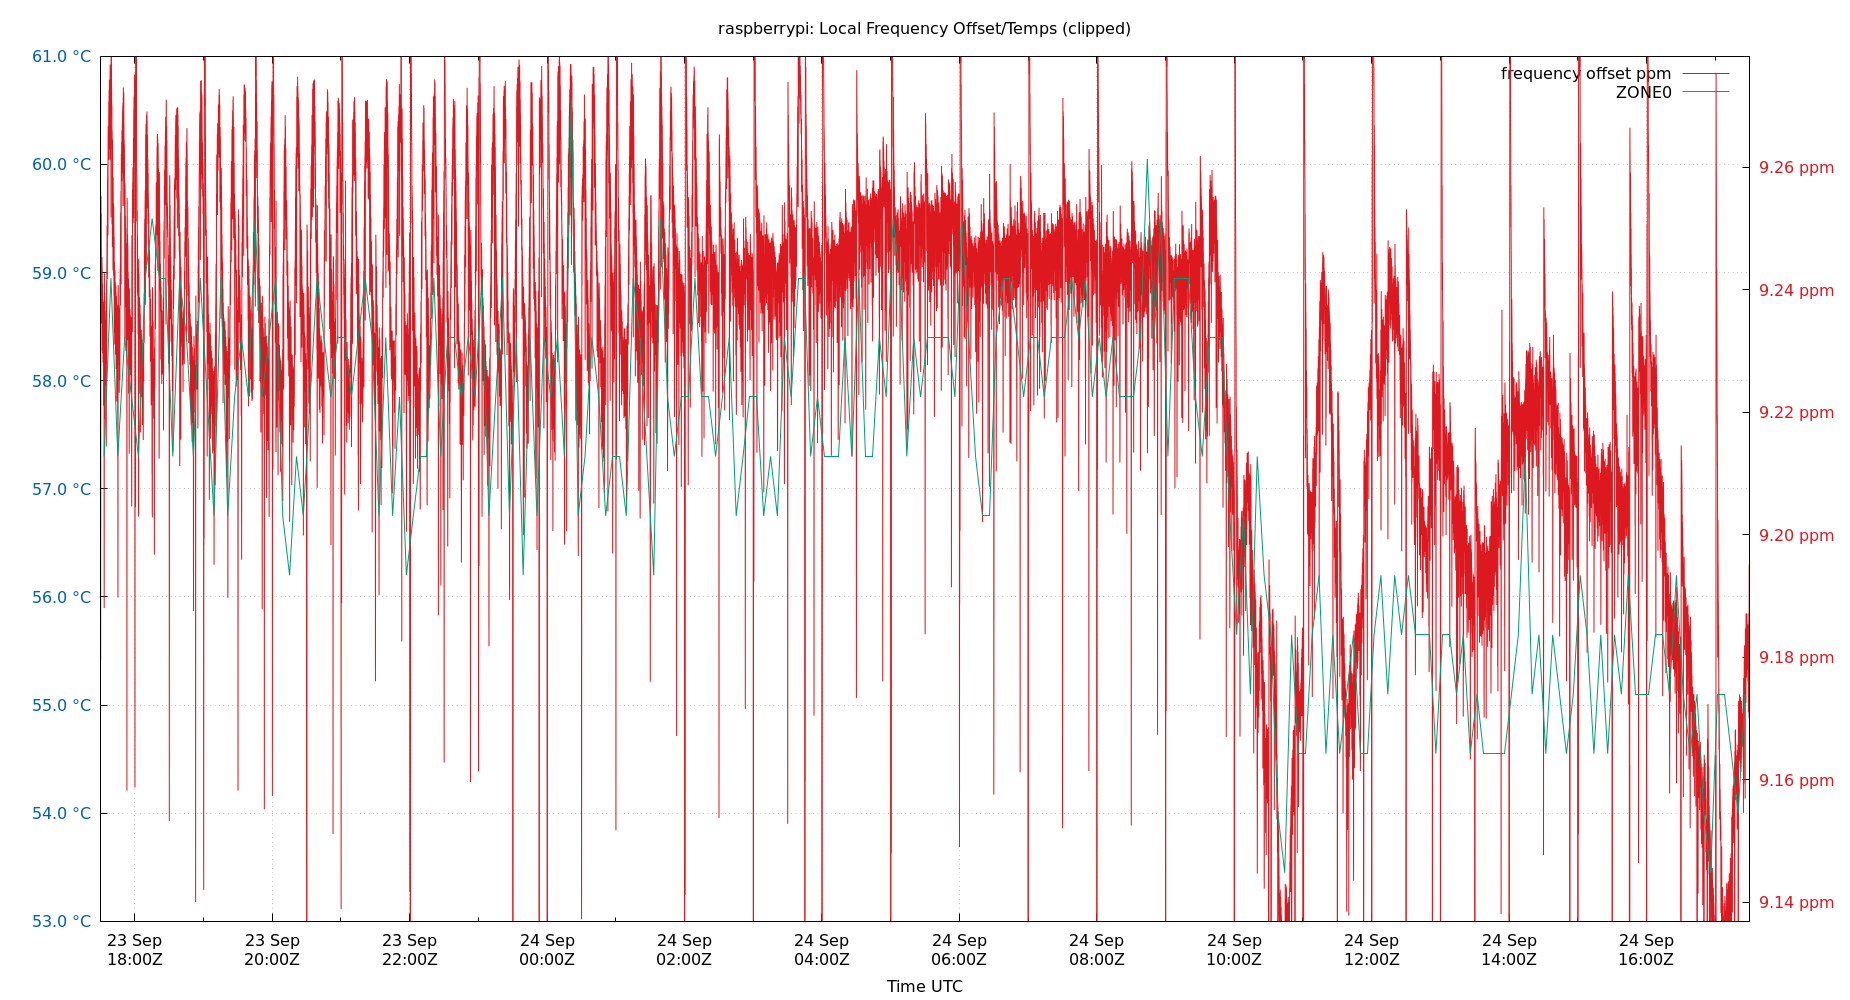 raspberrypi: Local Frequency Offset/Temps (clipped)
61.0 °C
60.0 °C
59.0 °C
58.0 °C
57.0 °C
56.0 °C
55.0 °C
54.0 °C
53.0 °C
frequency offset ppm
ZONE0
9.26 ppm
9.24 ppm
9.22 ppm
9.20 ppm
9.18 ppm
9.16 ppm
9.14 ppm
23 Sep 23 Sep 23 Sep 24 Sep 24 Sep 24 Sep 24 Sep 24 Sep 24 Sep 24 Sep 24 Sep 24 Sep
18:00Z 20:00Z 22:00Z 00:00Z 02:00Z 04:00Z 06:00Z 08:00Z 10:00Z 12:00Z 14:00Z 16:00Z
Time UTC